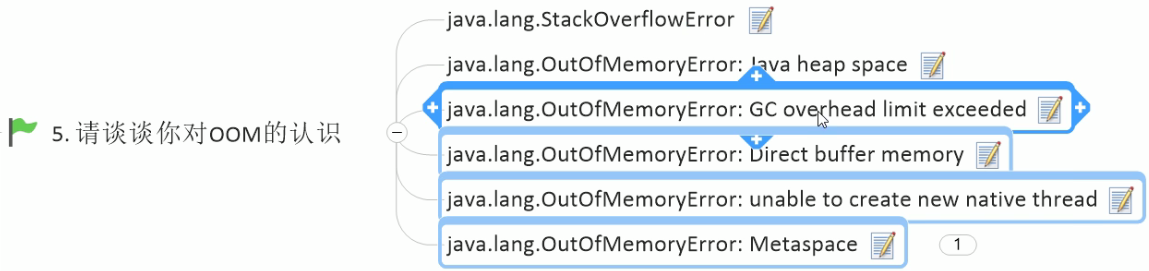 5. 请谈谈你对OOM的认识
java.lang.StackOverflowError
java.lang.OutOfMemoryError: Java heap space
java.lang.OutOfMemoryError: GC overhead limit exceeded
java.lang.OutOfMemoryError: Direct buffer memory
java.lang.OutOfMemoryError: unable to create new native thread
java.lang.OutOfMemoryError: Metaspace
1